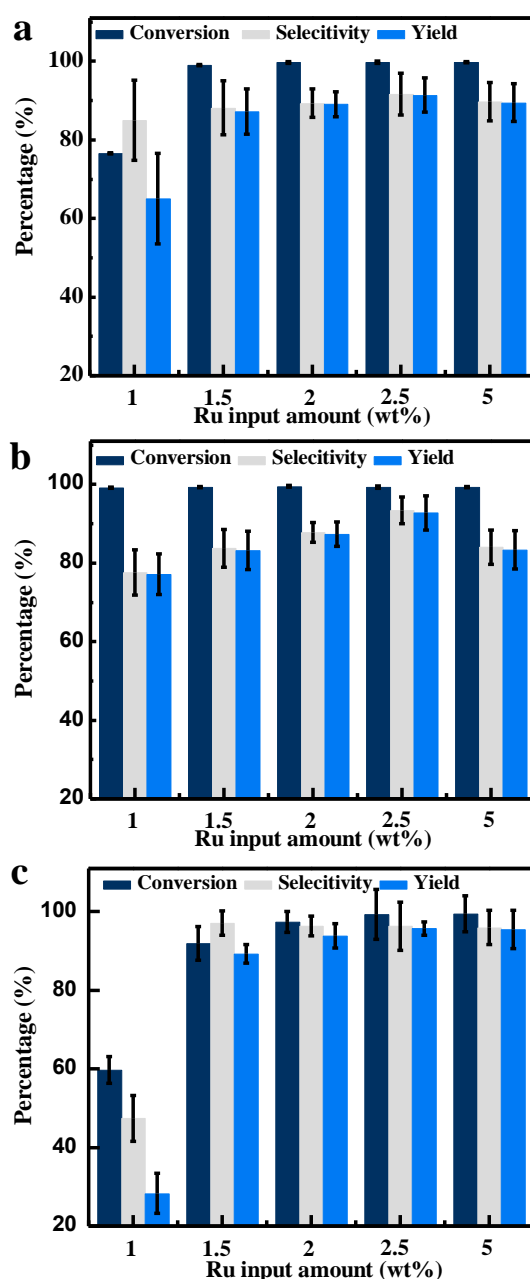 a
Conversion Selecitivity Yield
Percentage (%)
100
80
60
40
20
1 1.5 2 2.5 5
Ru input amount (wt%)
b
Conversion Selecitivity Yield
Percentage (%)
100
80
60
40
20
1 1.5 2 2.5 5
Ru input amount (wt%)
c
Conversion Selecitivity Yield
Percentage (%)
100
80
60
40
20
1 1.5 2 2.5 5
Ru input amount (wt%)